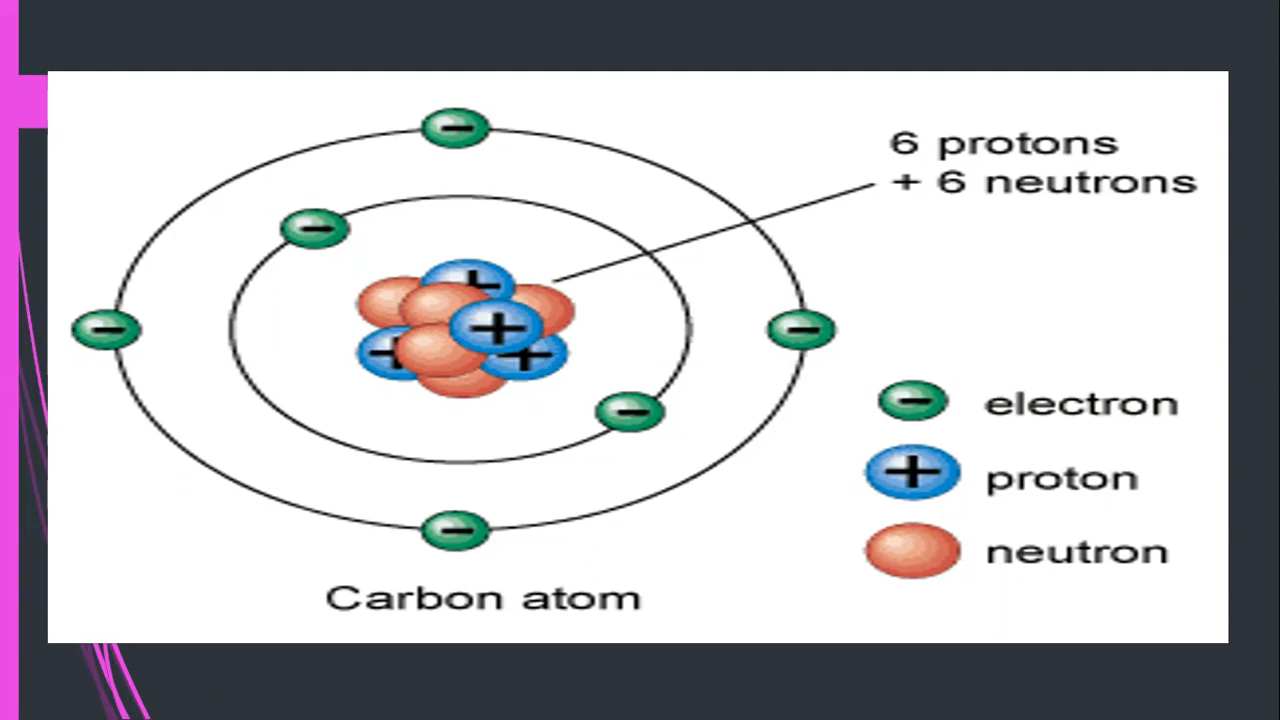 6 protons
+ 6 neutrons
electron
proton
neutron
Carbon atom